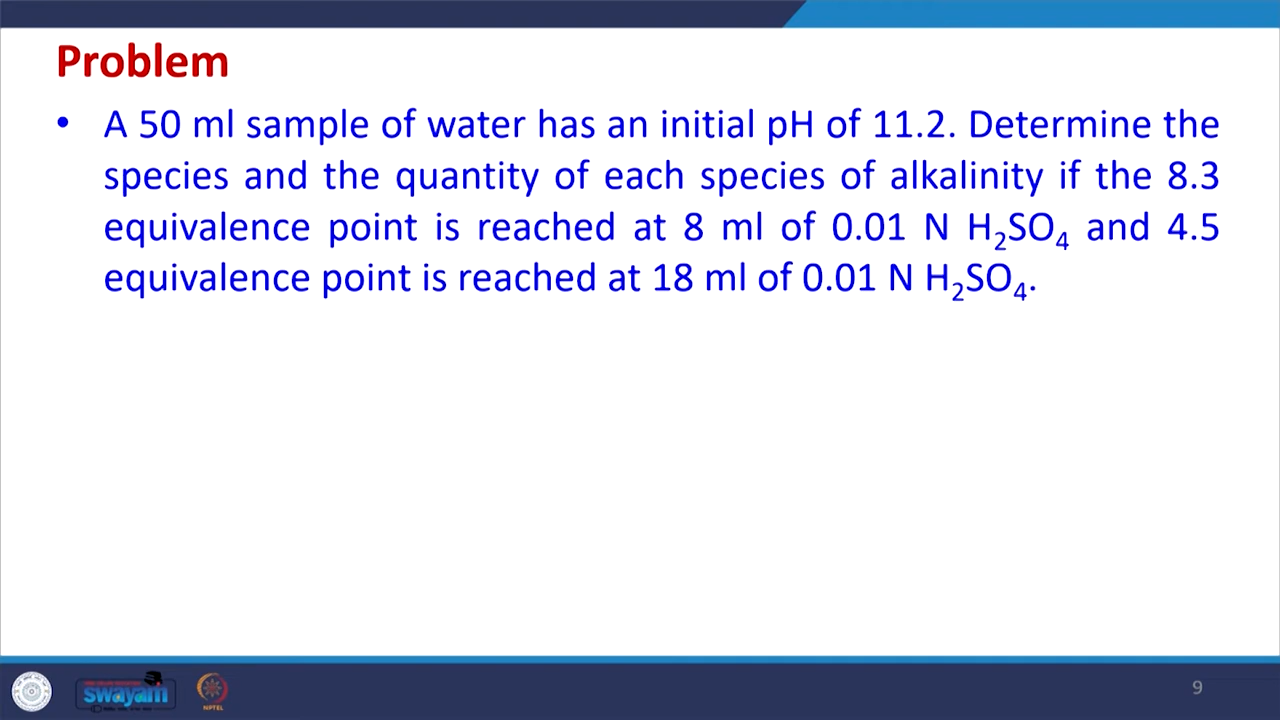 Problem
• A 50 ml sample of water has an initial pH of 11.2. Determine the
species and the quantity of each species of alkalinity if the 8.3
equivalence point is reached at 8 ml of 0.01 N H₂SO₄ and 4.5
equivalence point is reached at 18 ml of 0.01 N H₂SO₄.
swayam
NPTEL
9